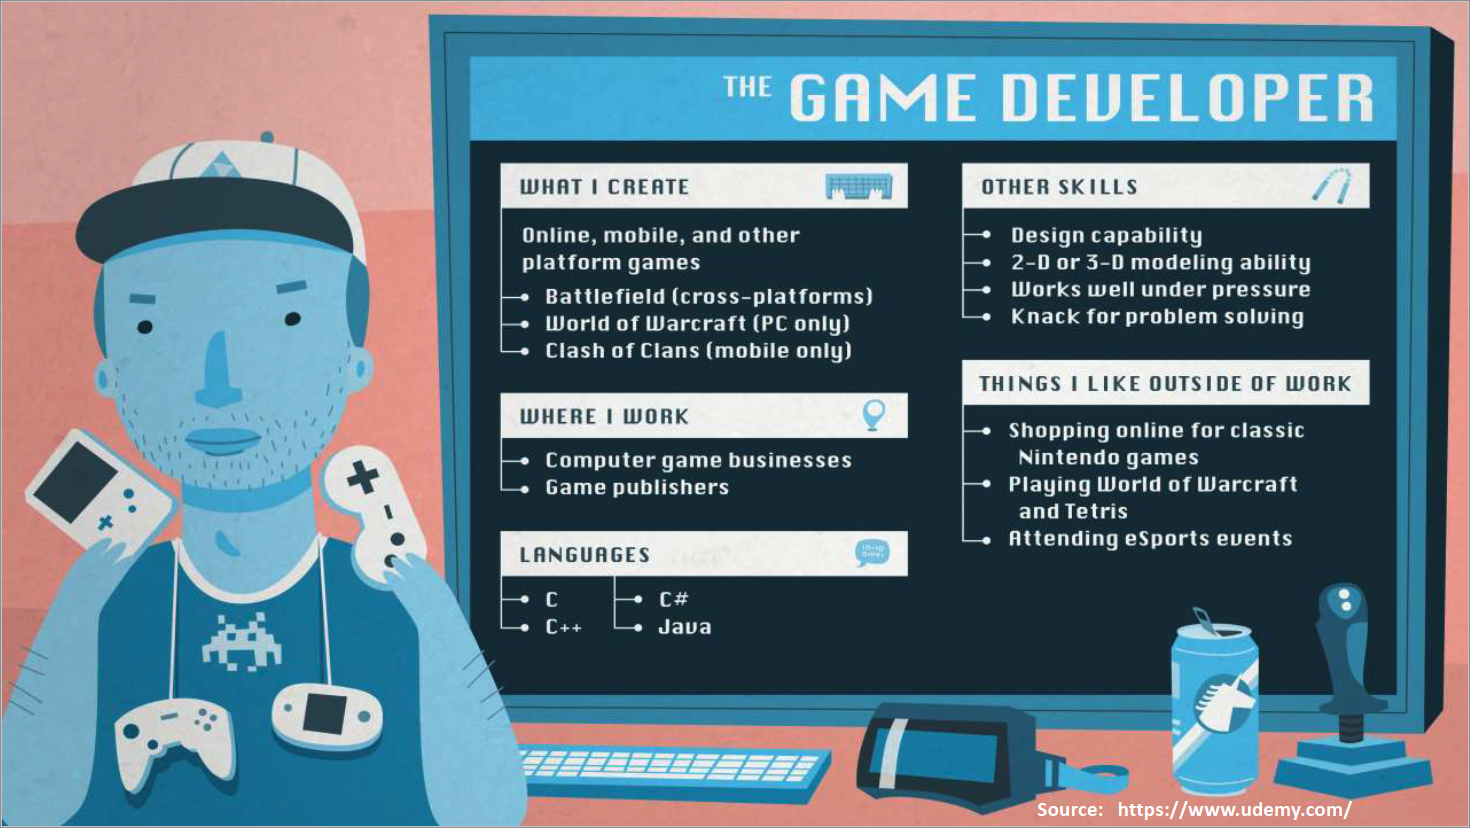 THE GAME DEVELOPER
WHAT I CREATE
Online, mobile, and other
platform games
Battlefield (cross-platforms)
World of Warcraft (PC only)
Clash of Clans (mobile only)
WHERE I WORK
Computer game businesses
Game publishers
LANGUAGES
C
C++
C#
Java
OTHER SKILLS
Design capability
2-D or 3-D modeling ability
Works well under pressure
Knack for problem solving
THINGS I LIKE OUTSIDE OF WORK
Shopping online for classic
Nintendo games
Playing World of Warcraft
and Tetris
Attending eSports events
Source: https://www.udemy.com/